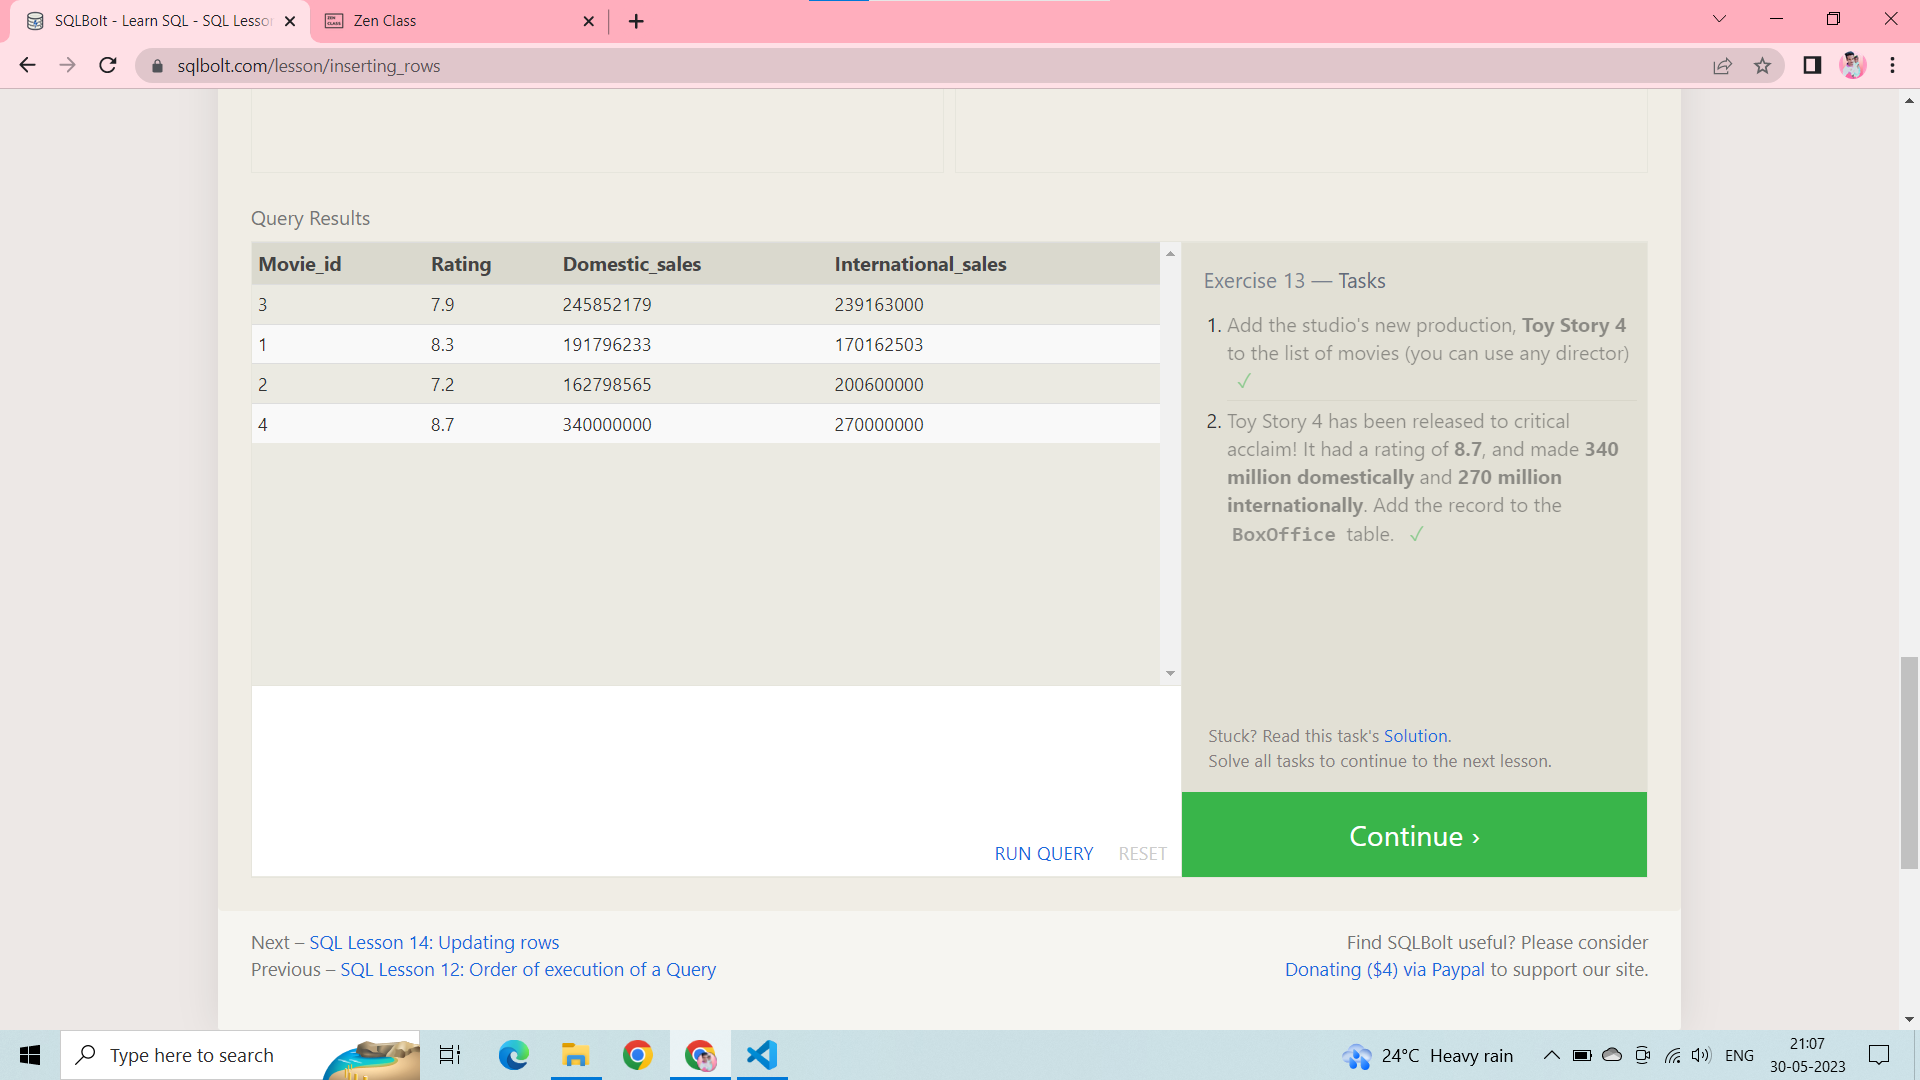 SQLBolt - Learn SQL - SQL Lesson
Zen Class
sqlbolt.com/lesson/inserting_rows
Query Results
Movie_id Rating Domestic_sales International_sales
3 7.9 245852179 239163000
1 8.3 191796233 170162503
2 7.2 162798565 200600000
4 8.7 340000000 270000000
Exercise 13 — Tasks
1. Add the studio's new production, Toy Story 4
to the list of movies (you can use any director)
✓
2. Toy Story 4 has been released to critical
acclaim! It had a rating of 8.7, and made 340
million domestically and 270 million
internationally. Add the record to the
BoxOffice table. ✓
Stuck? Read this task's Solution.
Solve all tasks to continue to the next lesson.
RUN QUERY RESET
Continue ›
Next – SQL Lesson 14: Updating rows
Previous – SQL Lesson 12: Order of execution of a Query
Find SQLBolt useful? Please consider
Donating ($4) via Paypal to support our site.
Type here to search
24°C Heavy rain
ENG
21:07
30-05-2023